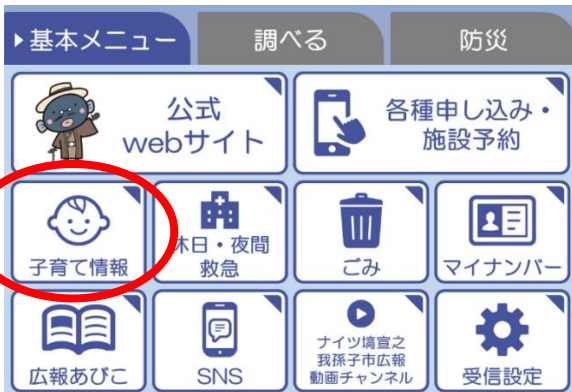 基本メニュー
調べる
防災
公式
webサイト
各種申し込み・
施設予約
子育て情報
休日・夜間
救急
ごみ
マイナンバー
広報あびこ
SNS
ナイツ塙宣之
我孫子市広報
動画チャンネル
受信設定